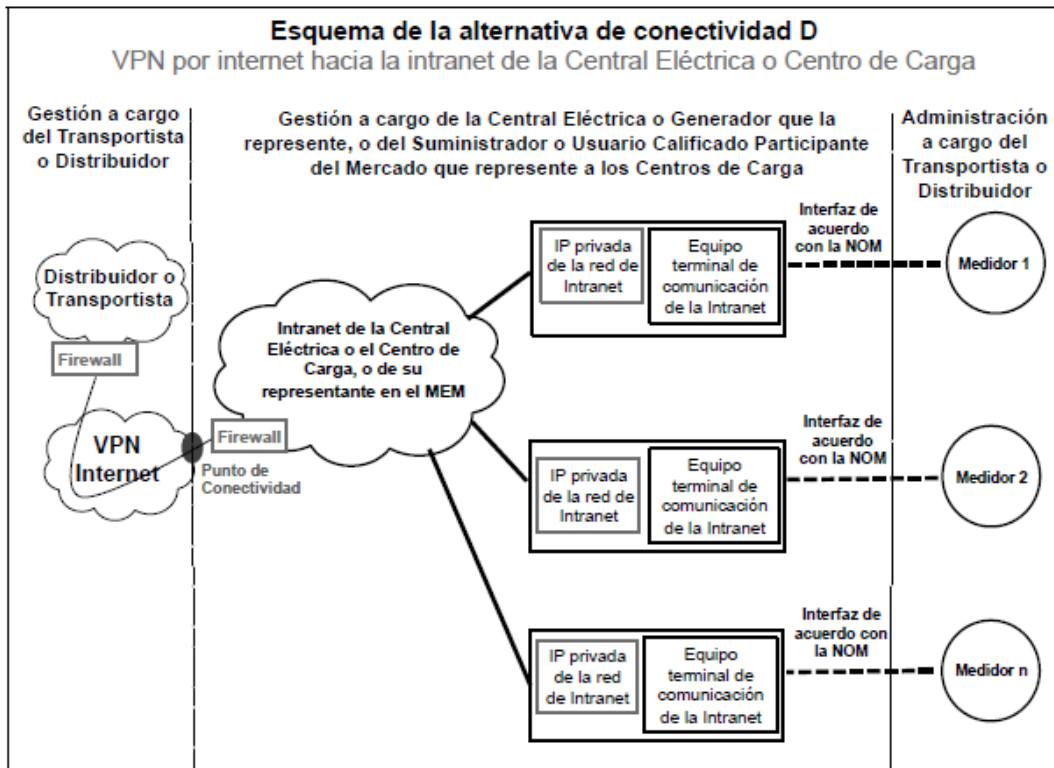 Esquema de la alternativa de conectividad D
VPN por internet hacia la intranet de la Central Eléctrica o Centro de Carga
Gestión a cargo
del Transportista
o Distribuidor
Gestión a cargo de la Central Eléctrica o Generador que la
represente, o del Suministrador o Usuario Calificado Participante
del Mercado que represente a los Centros de Carga
Administración
a cargo del
Transportista o
Distribuidor
Distribuidor o
Transportista
Firewall
VPN
Internet
Punto de
Conectividad
Firewall
Intranet de la Central
Eléctrica o el Centro de
Carga, o de su
representante en el MEM
IP privada
de la red de
Intranet
Equipo
terminal de
comunicación
de la Intranet
Interfaz de
acuerdo
con la NOM
Medidor 1
IP privada
de la red de
Intranet
Equipo
terminal de
comunicación
de la Intranet
Interfaz de
acuerdo
con la NOM
Medidor 2
IP privada
de la red
de Intranet
Equipo
terminal de
comunicación
de la Intranet
Interfaz de
acuerdo con
la NOM
Medidor n